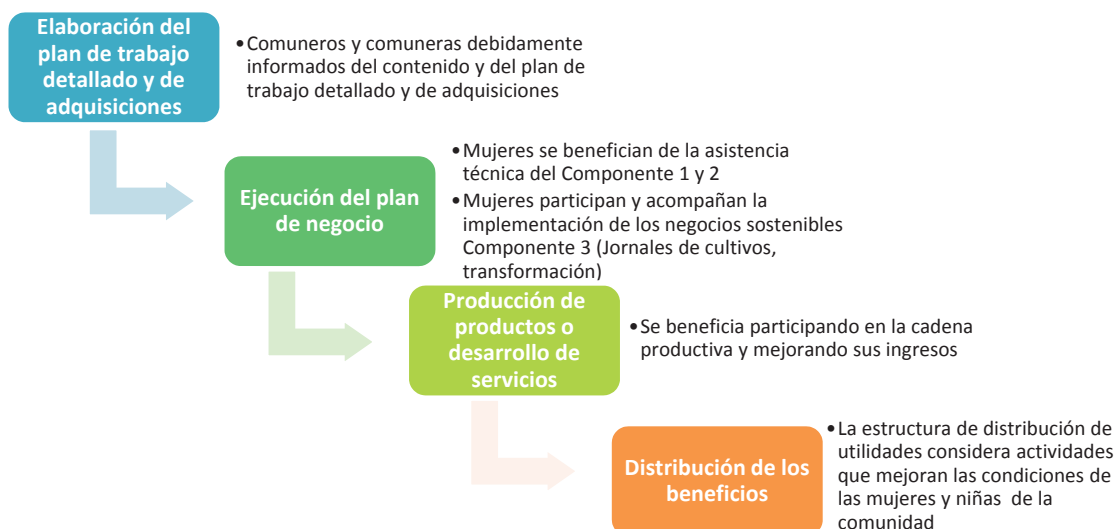 Elaboración del
plan de trabajo
detallado y de
adquisiciones
•Comuneros y comuneras debidamente
informados del contenido y del plan de
trabajo detallado y de adquisiciones
Ejecución del plan
de negocio
•Mujeres se benefician de la asistencia
técnica del Componente 1 y 2
•Mujeres participan y acompañan la
implementación de los negocios sostenibles
Componente 3 (Jornales de cultivos,
transformación)
Producción de
productos o
desarrollo de
servicios
•Se beneficia participando en la cadena
productiva y mejorando sus ingresos
Distribución de los
beneficios
•La estructura de distribución de
utilidades considera actividades
que mejoran las condiciones de
las mujeres y niñas de la
comunidad